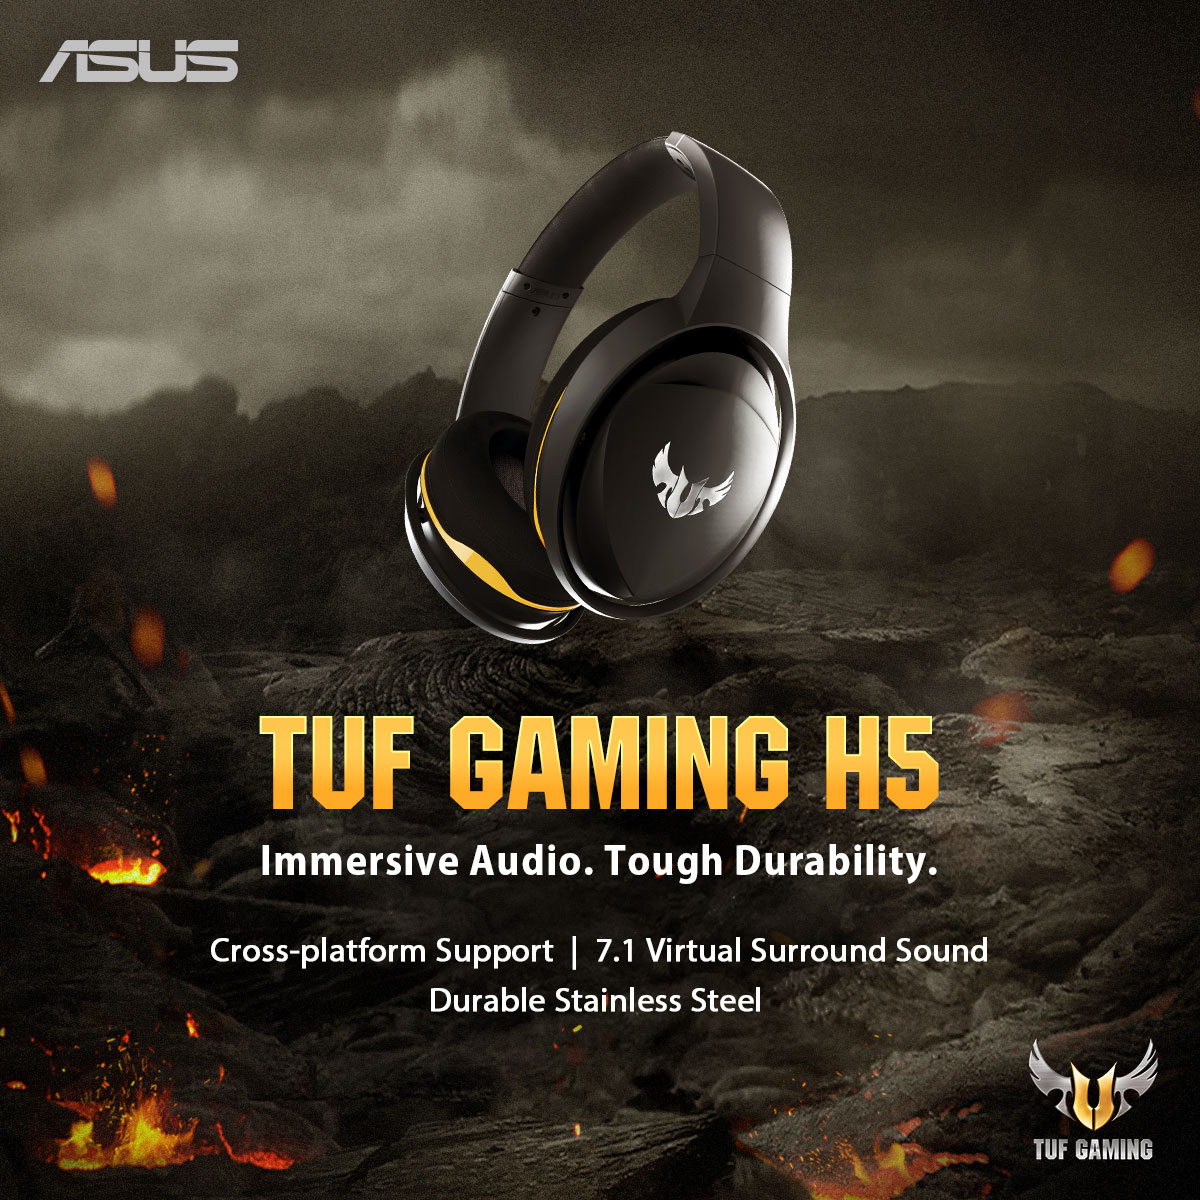 ASUS
TUF GAMING H5
Immersive Audio. Tough Durability.
Cross-platform Support | 7.1 Virtual Surround Sound
Durable Stainless Steel
TUF GAMING